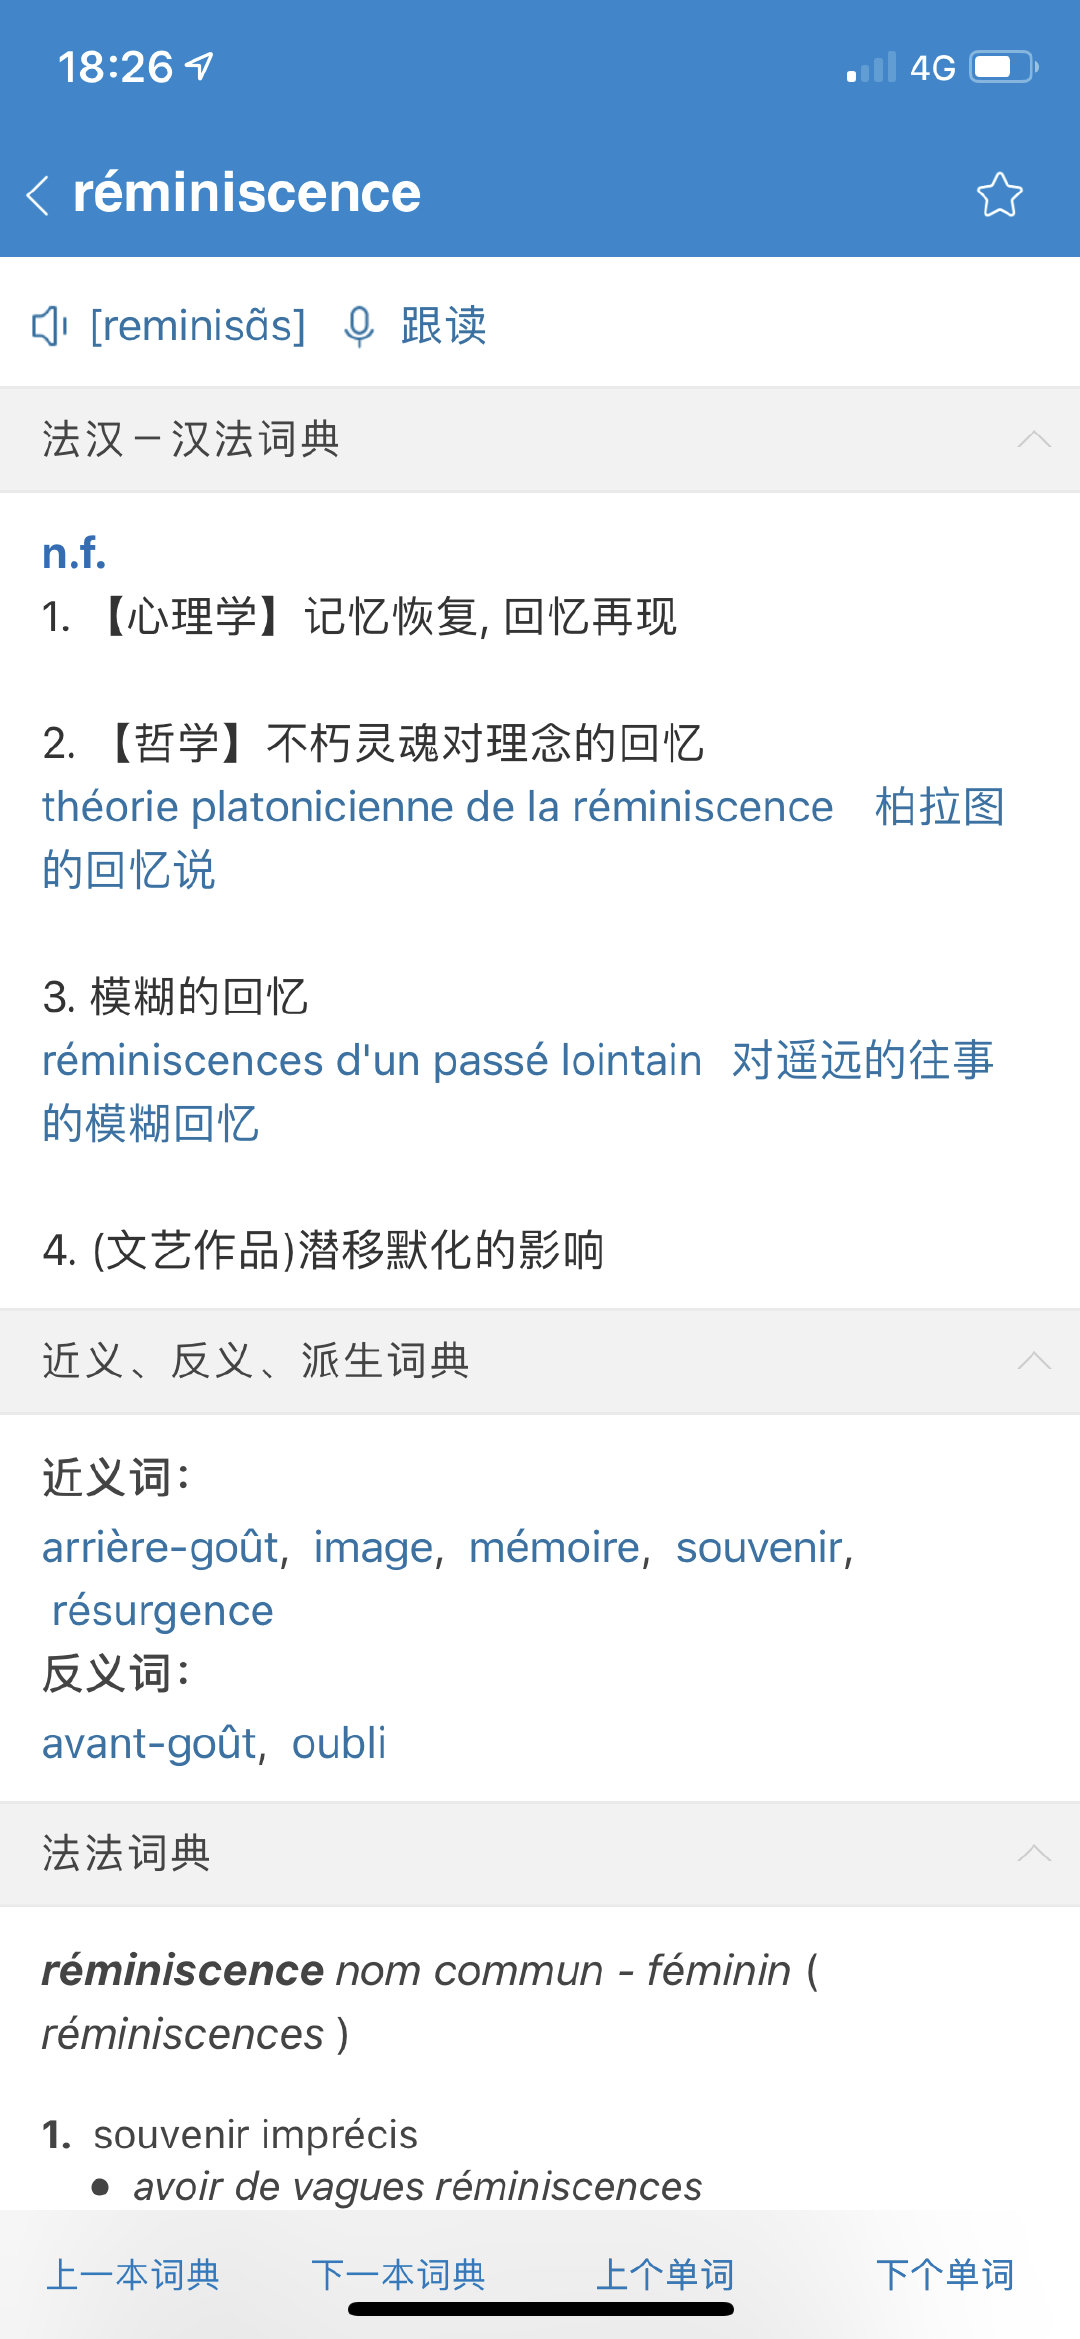 18:26
4G
réminiscence
[reminisɑ̃s] 跟读
法汉－汉法词典
n.f.
1. 【心理学】记忆恢复, 回忆再现
2. 【哲学】不朽灵魂对理念的回忆
théorie platonicienne de la réminiscence 柏拉图
的回忆说
3. 模糊的回忆
réminiscences d'un passé lointain 对遥远的往事
的模糊回忆
4. (文艺作品)潜移默化的影响
近义、反义、派生词典
近义词：
arrière-goût, image, mémoire, souvenir,
résurgence
反义词：
avant-goût, oubli
法法词典
réminiscence nom commun - féminin (
réminiscences )
1. souvenir imprécis
● avoir de vagues réminiscences
上一本词典 下一本词典 上个单词 下个单词